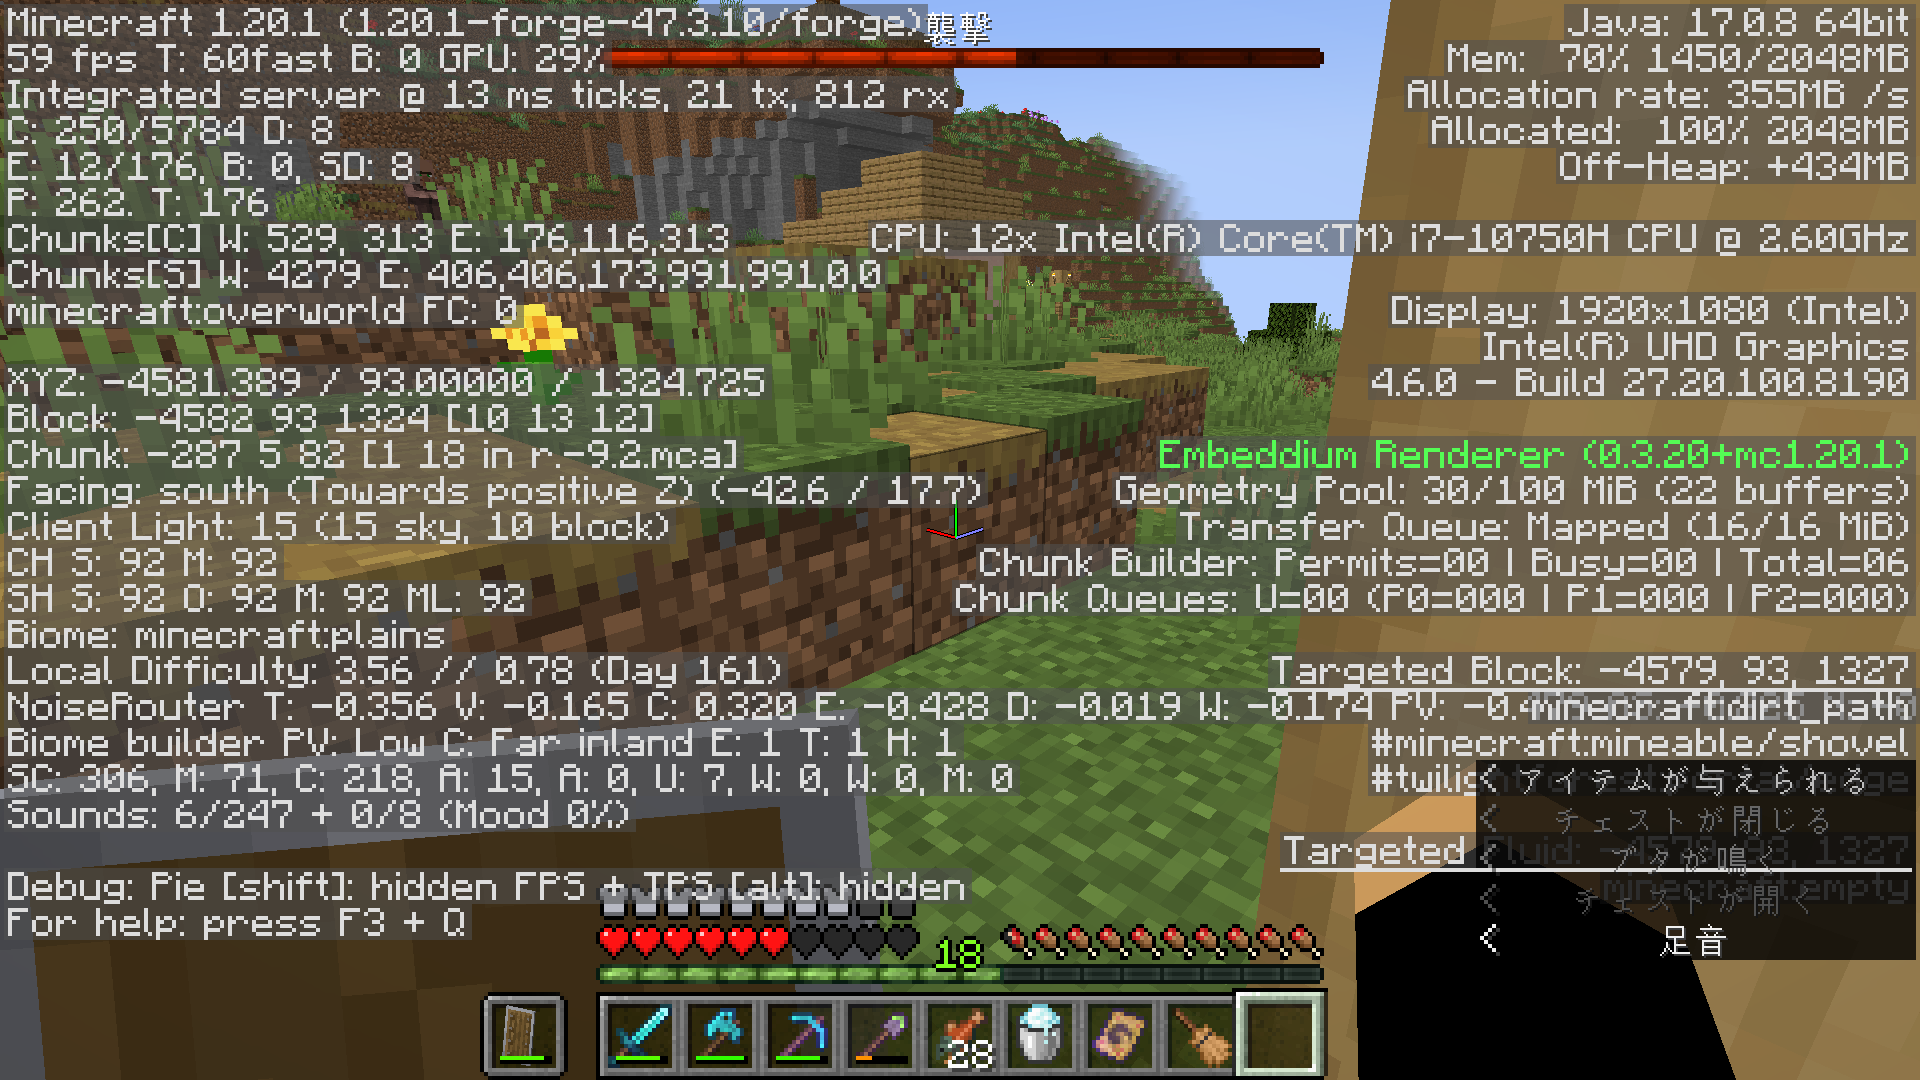 Minecraft 1.20.1 (1.20.1-forge-47.3.10/forge)
襲撃
59 fps T: 60fast B: 0 GPU: 29%
Integrated server @ 13 ms ticks, 21 tx, 812 rx
C: 250/5784 D: 8
E: 12/176, B: 0, SD: 8
P: 262. T: 176
Chunks[C] W: 529, 313 E: 176,116,313
Chunks[S] W: 4279 E: 406,406,173,991,991,0,0
minecraft:overworld FC: 0
XYZ: -4581.389 / 93.00000 / 1324.725
Block: -4582 93 1324 [10 13 12]
Chunk: -287 5 82 [1 18 in r.-9.2.mca]
Facing: south (Towards positive Z) (-42.6 / 17.7)
Client Light: 15 (15 sky, 10 block)
CH S: 92 M: 92
SH S: 92 O: 92 M: 92 ML: 92
Biome: minecraft:plains
Local Difficulty: 3.56 // 0.78 (Day 161)
NoiseRouter T: -0.356 V: -0.165 C: 0.320 E: -0.428 D: -0.019 W: -0.174 PV: -0.4
Biome builder PV: Low C: Far inland E: 1 T: 1 H: 1
SC: 306, M: 71, C: 218, A: 15, A: 0, U: 7, W: 0, W: 0, M: 0
Sounds: 6/247 + 0/8 (Mood 0%)
Debug: Pie [shift]: hidden FPS + TPS [alt]: hidden
For help: press F3 + Q
Java: 17.0.8 64bit
Mem: 70% 1450/2048MB
Allocation rate: 355MB /s
Allocated: 100% 2048MB
Off-Heap: +434MB
CPU: 12x Intel(R) Core(TM) i7-10750H CPU @ 2.60GHz
Display: 1920x1080 (Intel)
Intel(R) UHD Graphics
4.6.0 - Build 27.20.100.8190
Embeddium Renderer (0.3.20+mc1.20.1)
Geometry Pool: 30/100 MiB (22 buffers)
Transfer Queue: Mapped (16/16 MiB)
Chunk Builder: Permits=00 | Busy=00 | Total=06
Chunk Queues: U=00 (P0=000 | P1=000 | P2=000)
Targeted Block: -4579, 93, 1327
minecraft:dirt_path
#minecraft:mineable/shovel
< アイテムが与えられる
< チェストが閉じる
Targeted Fluid: -4579, 93, 1327
< ブタが鳴く
minecraft:empty
< チェストが開く
< 足音
18
28